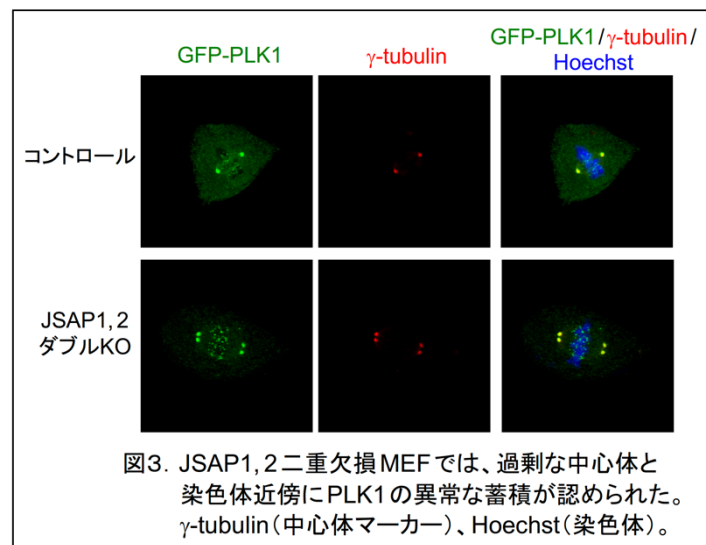 GFP-PLK1
γ-tubulin
GFP-PLK1/γ-tubulin/
Hoechst
コントロール
JSAP1,2
ダブルKO
図3. JSAP1,2二重欠損MEFでは、過剰な中心体と
染色体近傍にPLK1の異常な蓄積が認められた。
γ-tubulin(中心体マーカー)、Hoechst(染色体)。